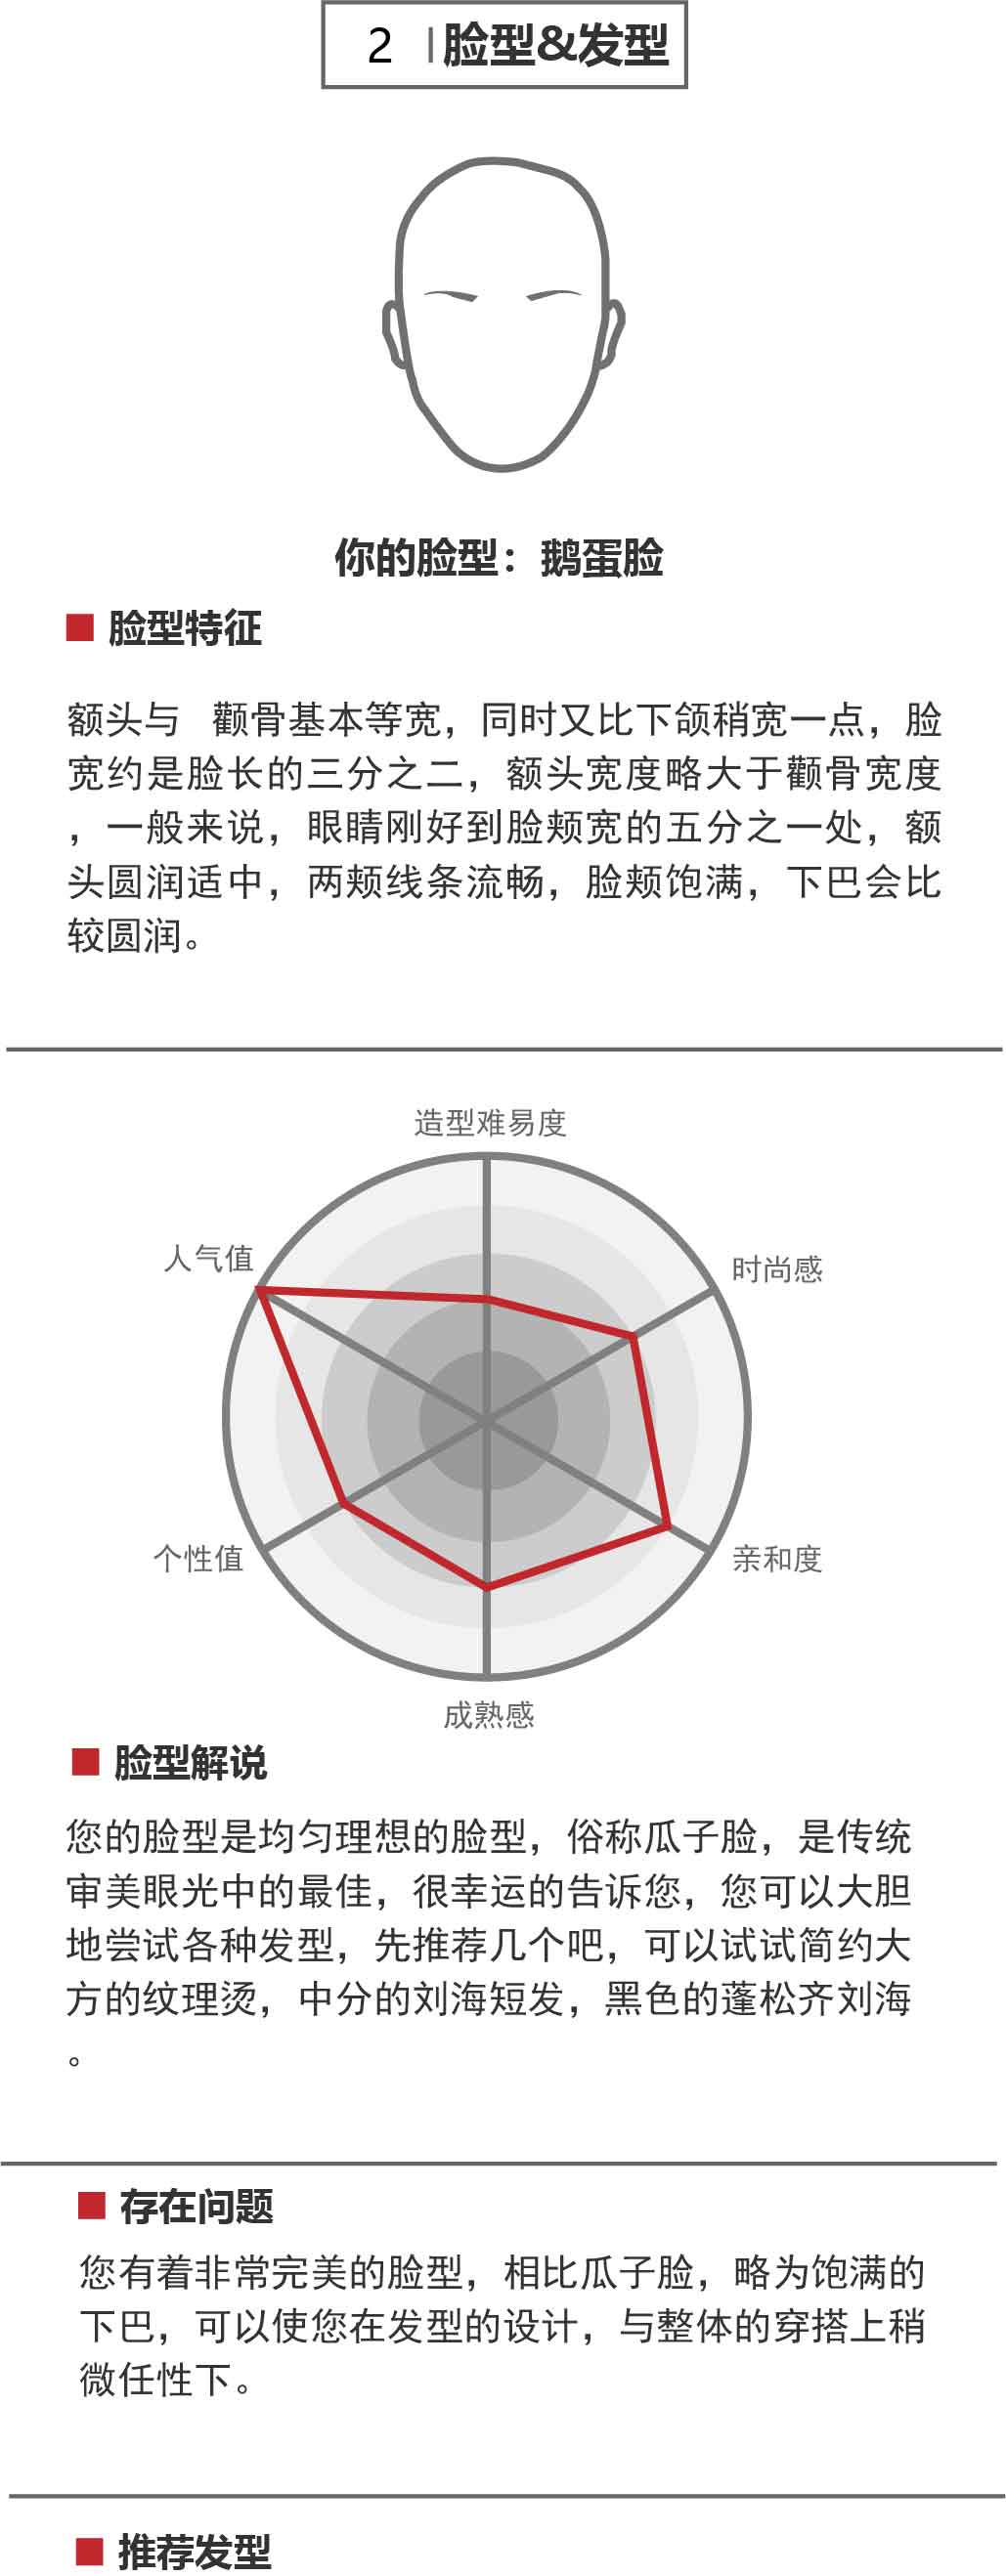 2 |脸型&发型
你的脸型：鹅蛋脸
脸型特征
额头与 颧骨基本等宽，同时又比下颌稍宽一点，脸
宽约是脸长的三分之二，额头宽度略大于颧骨宽度
，一般来说，眼睛刚好到脸颊宽的五分之一处，额
头圆润适中，两颊线条流畅，脸颊饱满，下巴会比
较圆润。
造型难易度
人气值
时尚感
个性值
亲和度
成熟感
脸型解说
您的脸型是均匀理想的脸型，俗称瓜子脸，是传统
审美眼光中的最佳，很幸运的告诉您，您可以大胆
地尝试各种发型，先推荐几个吧，可以试试简约大
方的纹理烫，中分的刘海短发，黑色的蓬松齐刘海
。
存在问题
您有着非常完美的脸型，相比瓜子脸，略为饱满的
下巴，可以使您在发型的设计，与整体的穿搭上稍
微任性下。
推荐发型